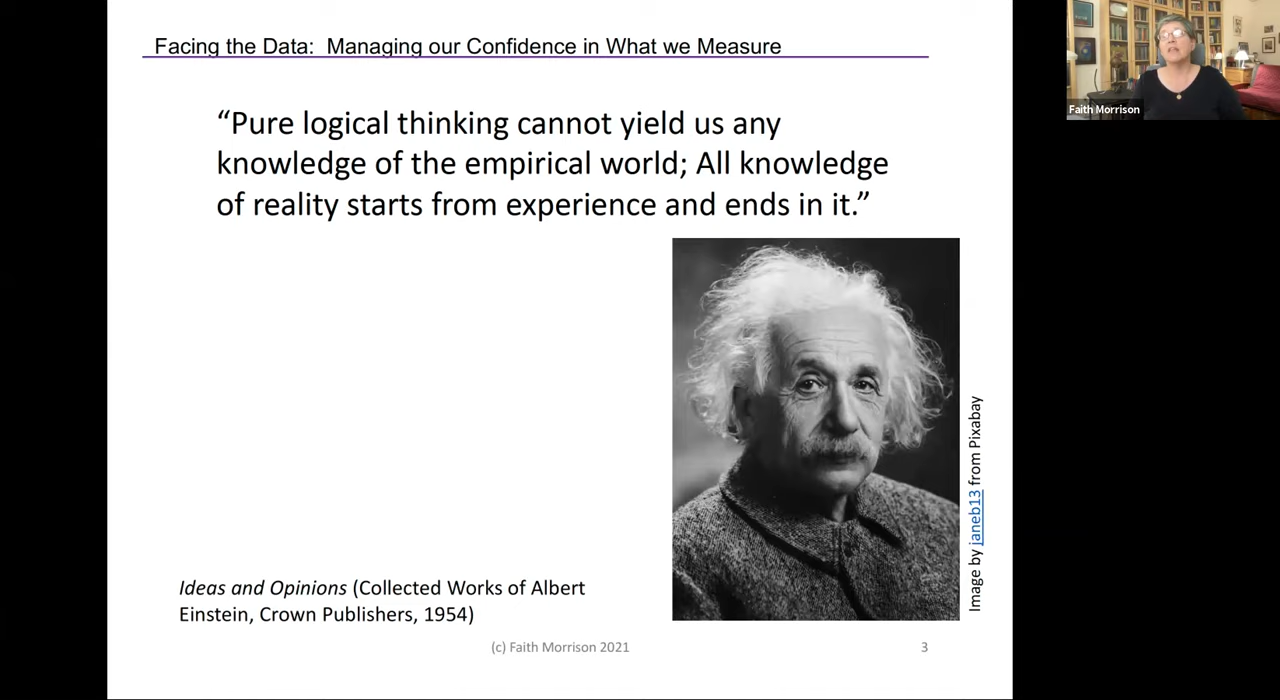 Facing the Data:  Managing our Confidence in What we Measure
Faith Morrison
“Pure logical thinking cannot yield us any
knowledge of the empirical world; All knowledge
of reality starts from experience and ends in it.”
Image by janeb13 from Pixabay
Ideas and Opinions (Collected Works of Albert
Einstein, Crown Publishers, 1954)
(c) Faith Morrison 2021
3